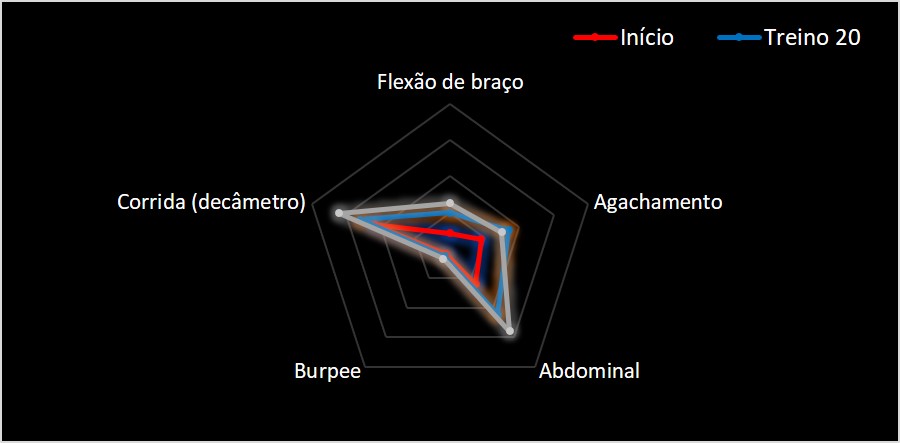 Início
Treino 20
Flexão de braço
Corrida (decâmetro)
Agachamento
Burpee
Abdominal